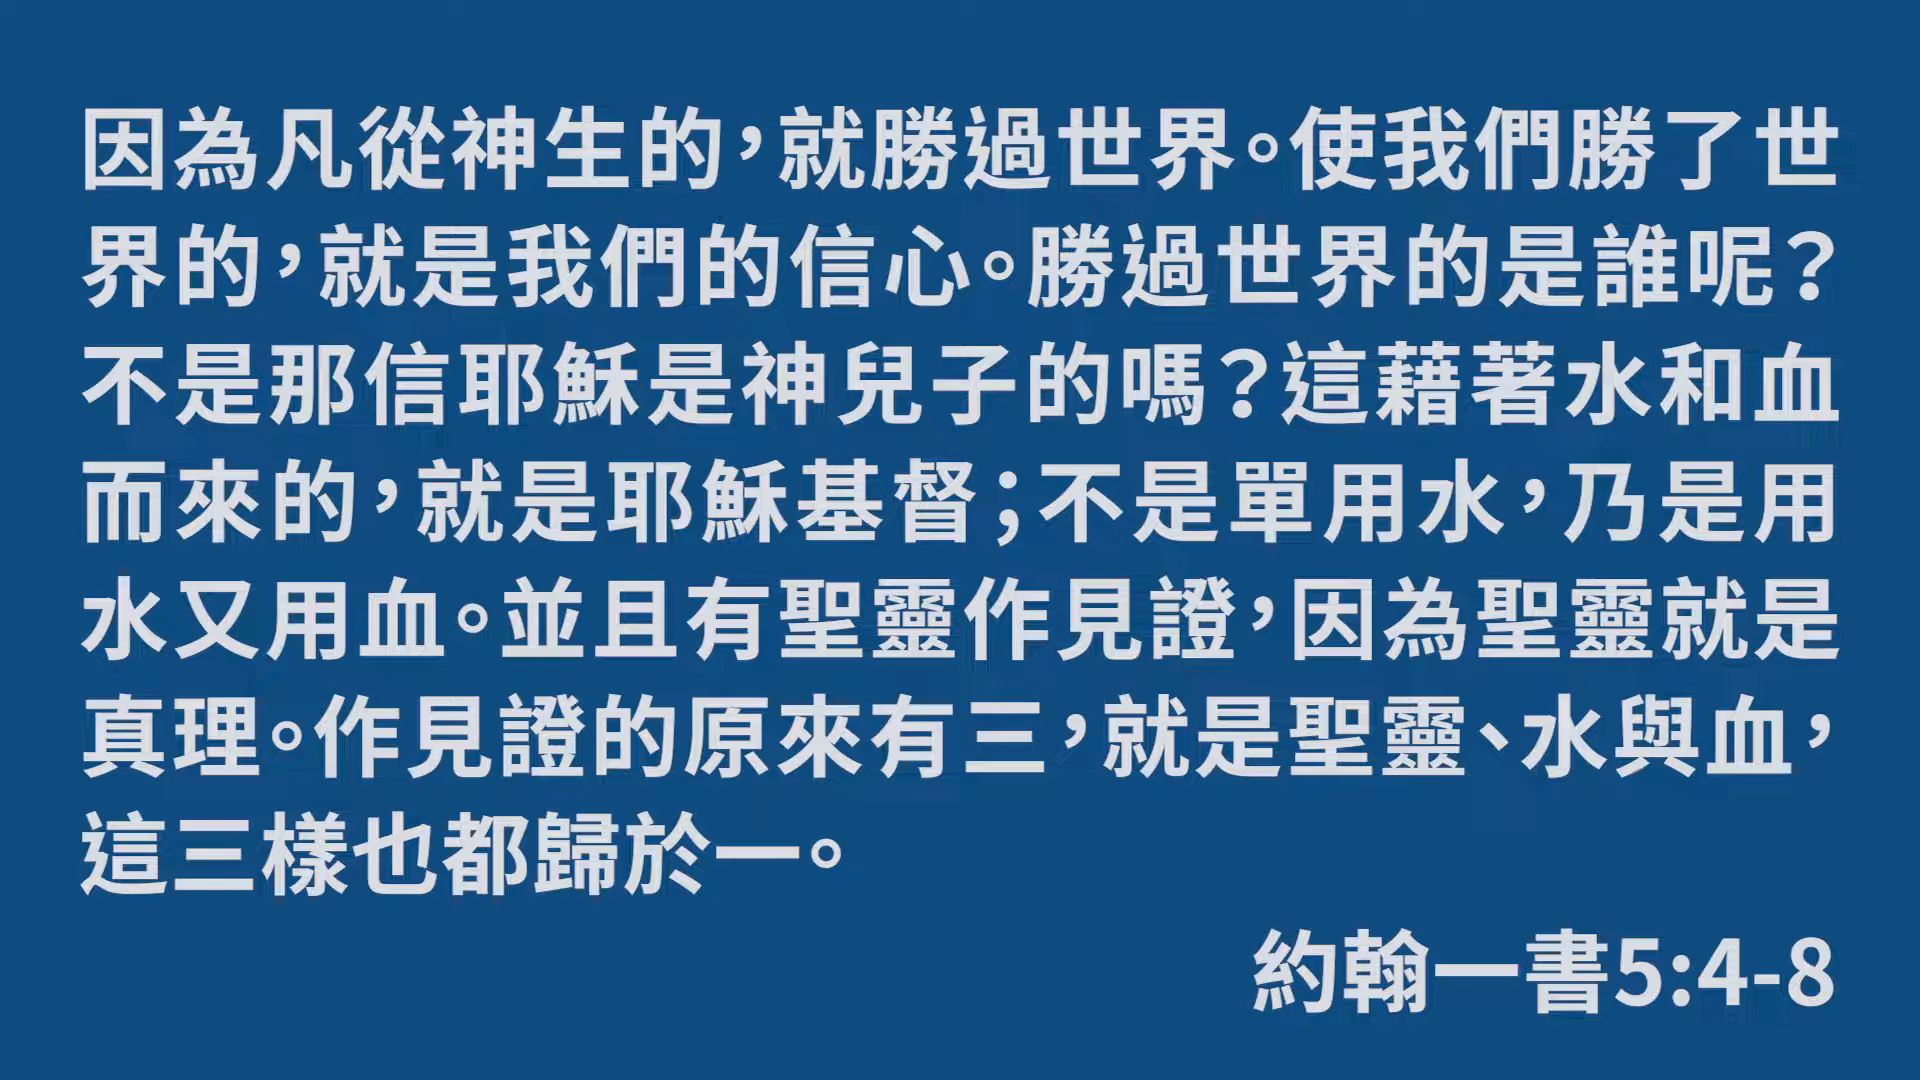 因為凡從神生的，就勝過世界。使我們勝了世
界的，就是我們的信心。勝過世界的是誰呢？
不是那信耶穌是神兒子的嗎？這藉著水和血
而來的，就是耶穌基督；不是單用水，乃是用
水又用血。並且有聖靈作見證，因為聖靈就是
真理。作見證的原來有三，就是聖靈、水與血，
這三樣也都歸於一。
約翰一書5:4-8